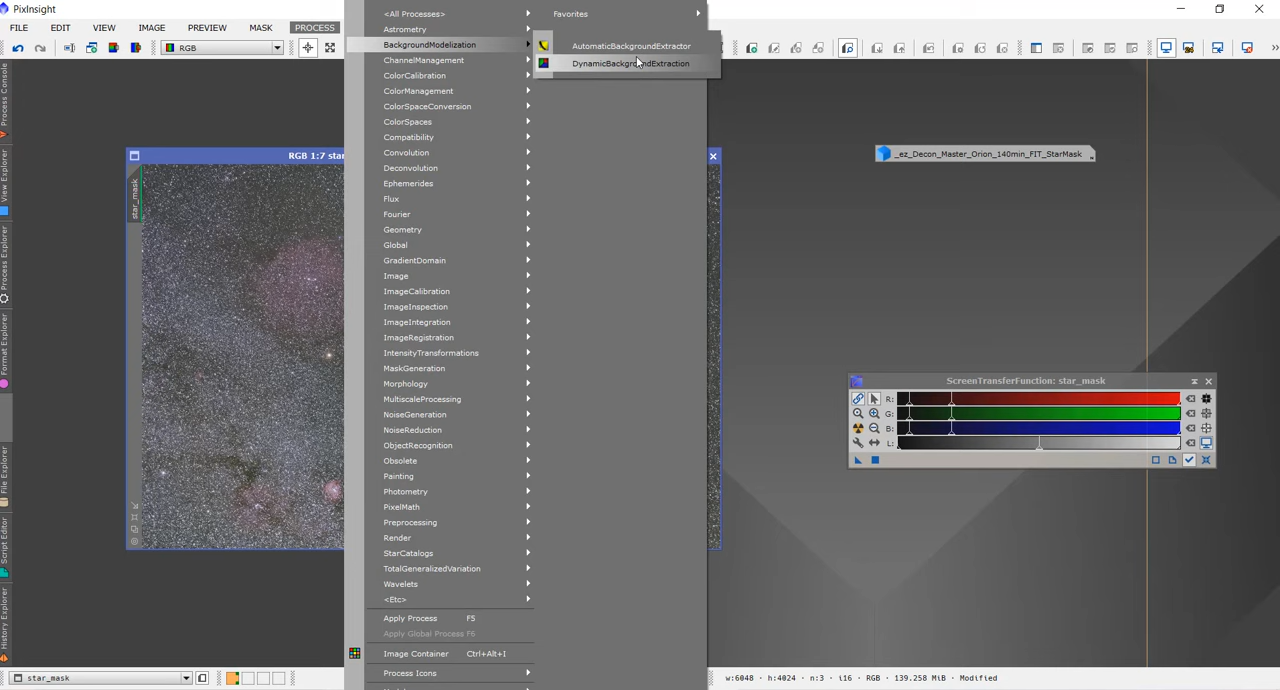 PixInsight
FILE EDIT VIEW IMAGE PREVIEW MASK PROCESS
RGB
Process Console
View Explorer
Process Explorer
Format Explorer
File Explorer
Script Editor
History Explorer
RGB 1:7 star
star_mask
<All Processes>
Astrometry
BackgroundModelization
ChannelManagement
ColorCalibration
ColorManagement
ColorSpaceConversion
ColorSpaces
Compatibility
Convolution
Deconvolution
Ephemerides
Flux
Fourier
Geometry
Global
GradientDomain
Image
ImageCalibration
ImageInspection
ImageIntegration
ImageRegistration
IntensityTransformations
MaskGeneration
Morphology
MultiscaleProcessing
NoiseGeneration
NoiseReduction
ObjectRecognition
Obsolete
Painting
Photometry
PixelMath
Preprocessing
Render
StarCatalogs
TotalGeneralizedVariation
Wavelets
<Etc>
Apply Process F5
Apply Global Process F6
Image Container Ctrl+Alt+I
Process Icons
Favorites
AutomaticBackgroundExtractor
DynamicBackgroundExtraction
_ez_Decon_Master_Orion_140min_FIT_StarMask
ScreenTransferFunction: star_mask
R:
G:
B:
L:
star_mask
w:6048 · h:4024 · n:3 · i16 · RGB · 139.258 MiB · Modified